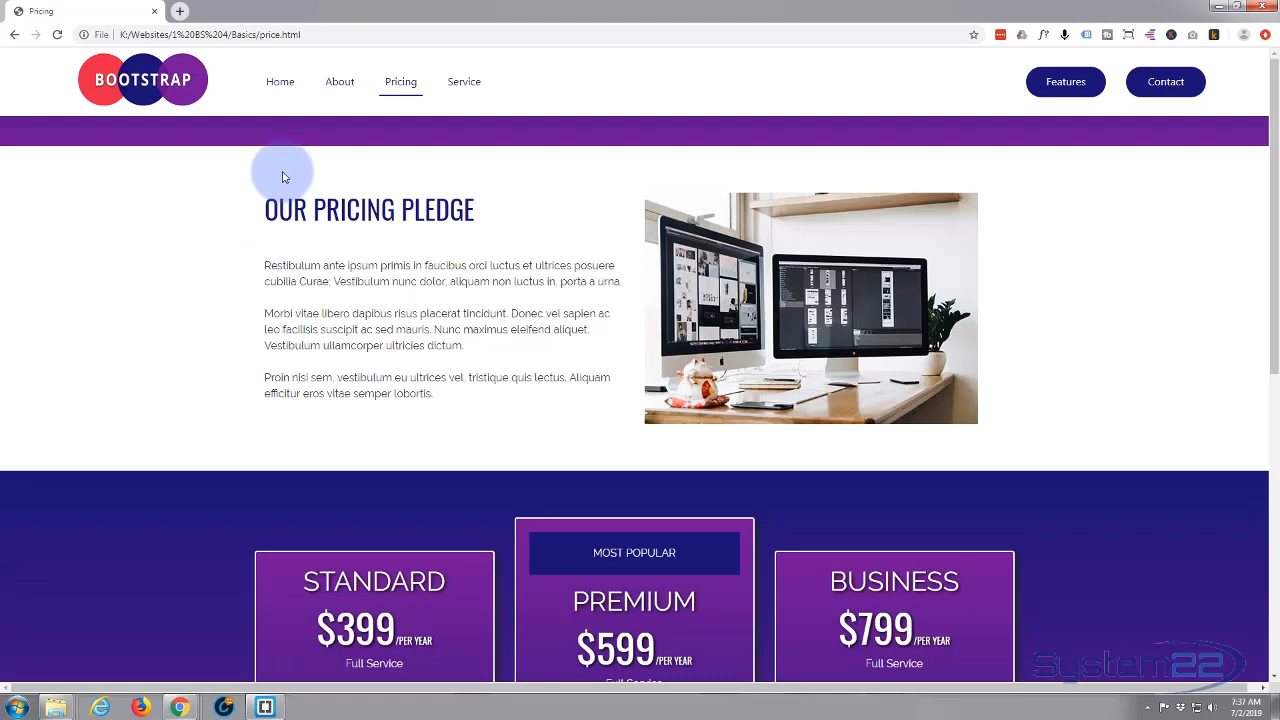 Pricing
File K:/Websites/1%20BS%204/Basics/price.html
BOOTSTRAP
Home About Pricing Service Features Contact
OUR PRICING PLEDGE
Restibulum ante ipsum primis in faucibus orci luctus et ultrices posuere
cubilia Curae; Vestibulum nunc dolor, aliquam non luctus in, porta a urna.
Morbi vitae libero dapibus risus placerat tincidunt. Donec vel sapien ac
leo facilisis suscipit ac sed mauris. Nunc maximus eleifend aliquet.
Vestibulum ullamcorper ultricies dictum.
Proin nisi sem, vestibulum eu ultrices vel, tristique quis lectus. Aliquam
efficitur eros vitae semper lobortis.
MOST POPULAR
STANDARD PREMIUM BUSINESS
$399/PER YEAR $599/PER YEAR $799/PER YEAR
Full Service Full Service Full Service
System22
7:37 AM
7/2/2019